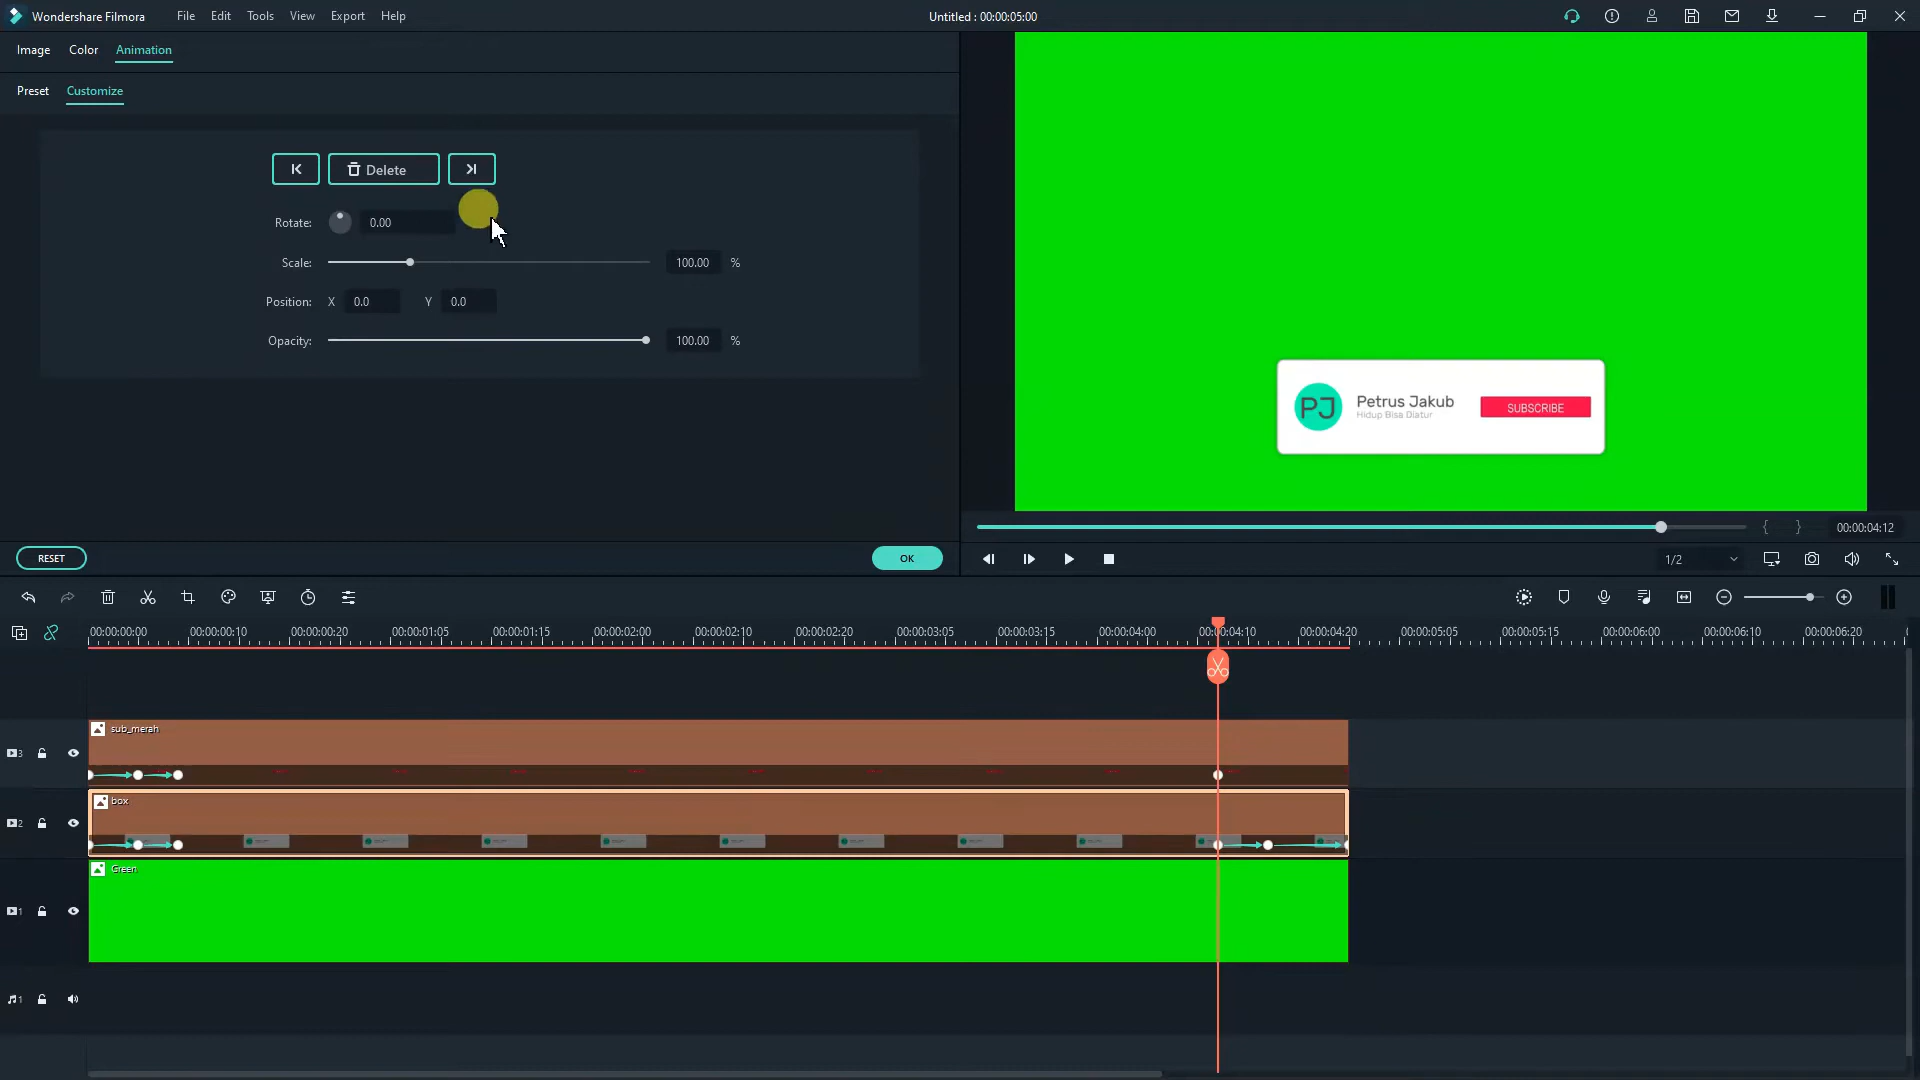 Wondershare Filmora File Edit Tools View Export Help Untitled : 00:00:05:00
Image Color Animation
Preset Customize
Delete
Rotate: 0.00
Scale: 100.00 %
Position: X 0.0 Y 0.0
Opacity: 100.00 %
PJ Petrus Jakub
Hidup Bisa Diatur
SUBSCRIBE
{ } 00:00:04:12
RESET OK
1/2
00:00:00:00 00:00:00:10 00:00:00:20 00:00:01:05 00:00:01:15 00:00:02:00 00:00:02:10 00:00:02:20 00:00:03:05 00:00:03:15 00:00:04:00 00:00:04:10 00:00:04:20 00:00:05:05 00:00:05:15 00:00:06:00 00:00:06:10 00:00:06:20
sub_merah
3
box
2
Green
1
1